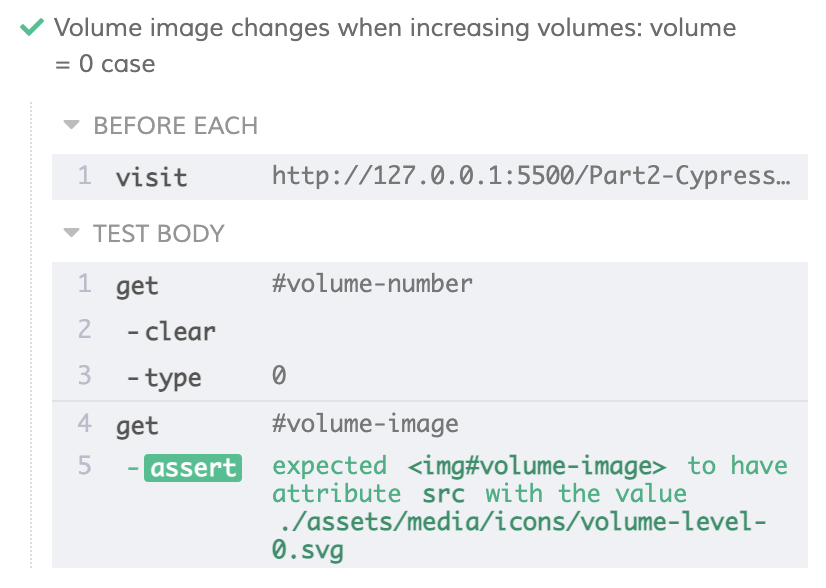 Volume image changes when increasing volumes: volume
= 0 case
BEFORE EACH
1 visit http://127.0.0.1:5500/Part2-Cypress…
TEST BODY
1 get #volume-number
2 -clear
3 -type 0
4 get #volume-image
5 -assert expected <img#volume-image> to have
attribute src with the value
./assets/media/icons/volume-level-
0.svg